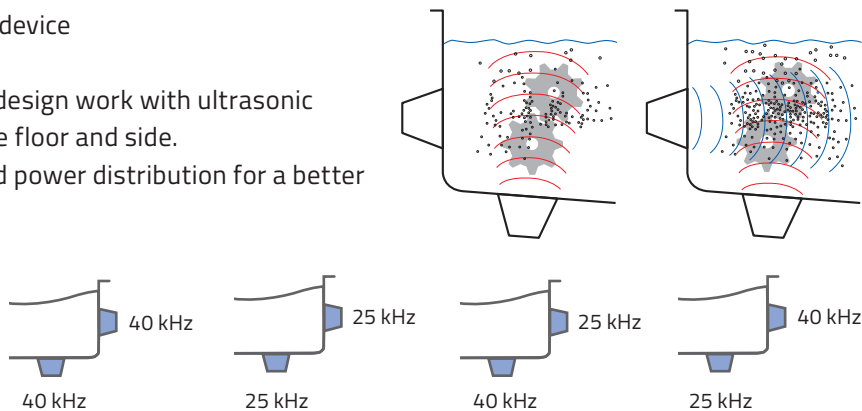 device
design work with ultrasonic
e floor and side.
d power distribution for a better
40 kHz
25 kHz
25 kHz
40 kHz
40 kHz
25 kHz
40 kHz
25 kHz